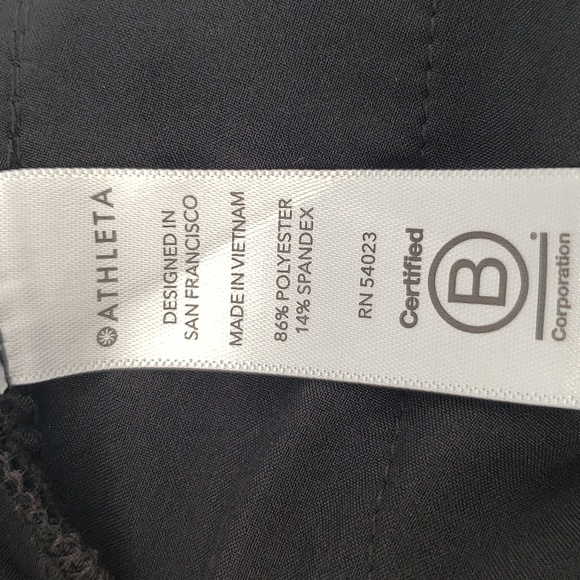 ATHLETA
DESIGNED IN
SAN FRANCISCO
MADE IN VIETNAM
86% POLYESTER
14% SPANDEX
RN 54023
Certified
B
®
Corporation